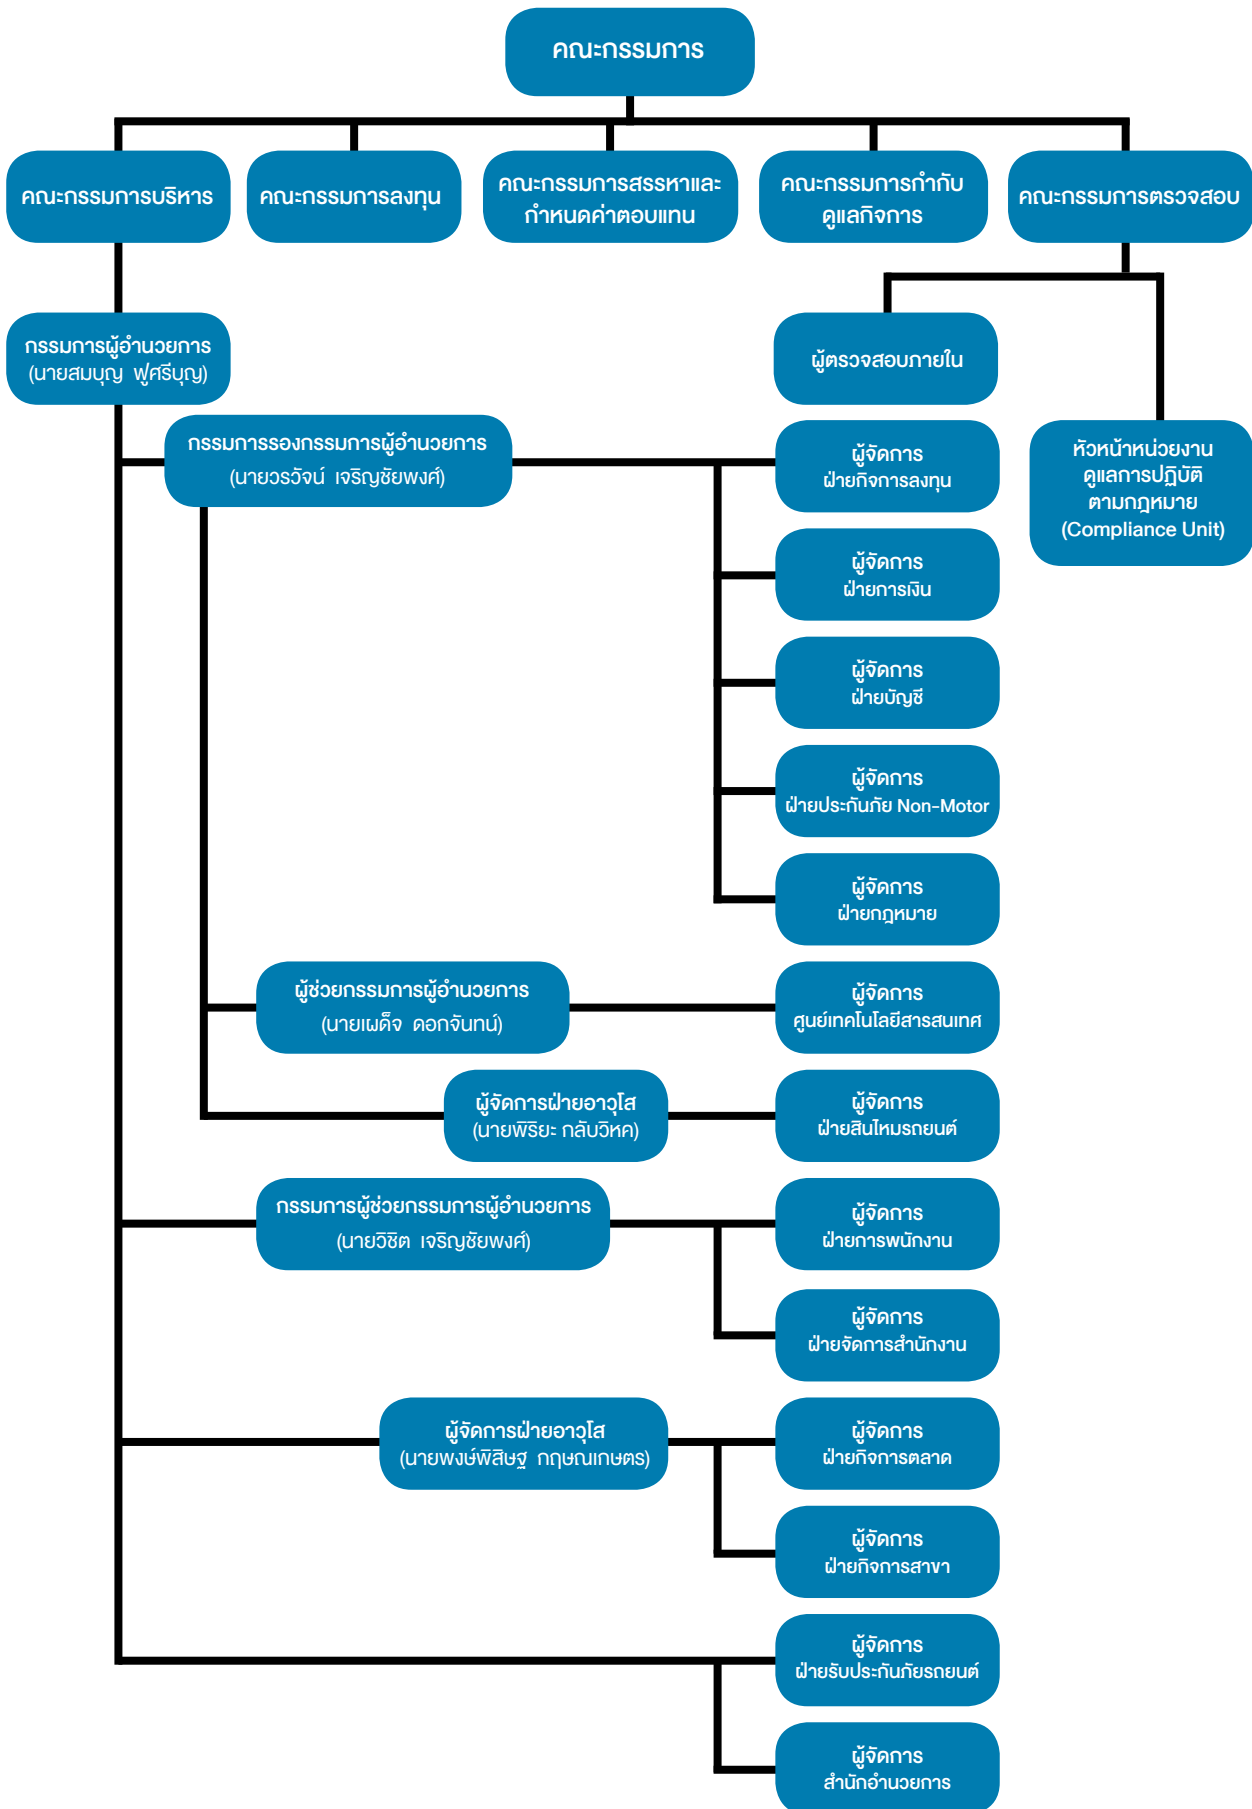 คณะกรรมการ
คณะกรรมการบริหาร
คณะกรรมการลงทุน
คณะกรรมการสรรหาและ
กำหนดค่าตอบแทน
คณะกรรมการกำกับ
ดูแลกิจการ
คณะกรรมการตรวจสอบ
กรรมการผู้อำนวยการ
(นายสมบุญ ฟูศรีบุญ)
ผู้ตรวจสอบภายใน
หัวหน้าหน่วยงาน
ดูแลการปฏิบัติ
ตามกฎหมาย
(Compliance Unit)
กรรมการรองกรรมการผู้อำนวยการ
(นายวรวัจน์ เจริญชัยพงศ์)
ผู้จัดการ
ฝ่ายกิจการลงทุน
ผู้จัดการ
ฝ่ายการเงิน
ผู้จัดการ
ฝ่ายบัญชี
ผู้จัดการ
ฝ่ายประกันภัย Non-Motor
ผู้จัดการ
ฝ่ายกฎหมาย
ผู้ช่วยกรรมการผู้อำนวยการ
(นายเผด็จ ดอกจันทน์)
ผู้จัดการ
ศูนย์เทคโนโลยีสารสนเทศ
ผู้จัดการฝ่ายอาวุโส
(นายพิริยะ กลับวิหค)
ผู้จัดการ
ฝ่ายสินไหมรถยนต์
กรรมการผู้ช่วยกรรมการผู้อำนวยการ
(นายวิชิต เจริญชัยพงศ์)
ผู้จัดการ
ฝ่ายการพนักงาน
ผู้จัดการ
ฝ่ายจัดการสำนักงาน
ผู้จัดการฝ่ายอาวุโส
(นายพงษ์พิสิษฐ กฤษณเกษตร)
ผู้จัดการ
ฝ่ายกิจการตลาด
ผู้จัดการ
ฝ่ายกิจการสาขา
ผู้จัดการ
ฝ่ายรับประกันภัยรถยนต์
ผู้จัดการ
สำนักอำนวยการ